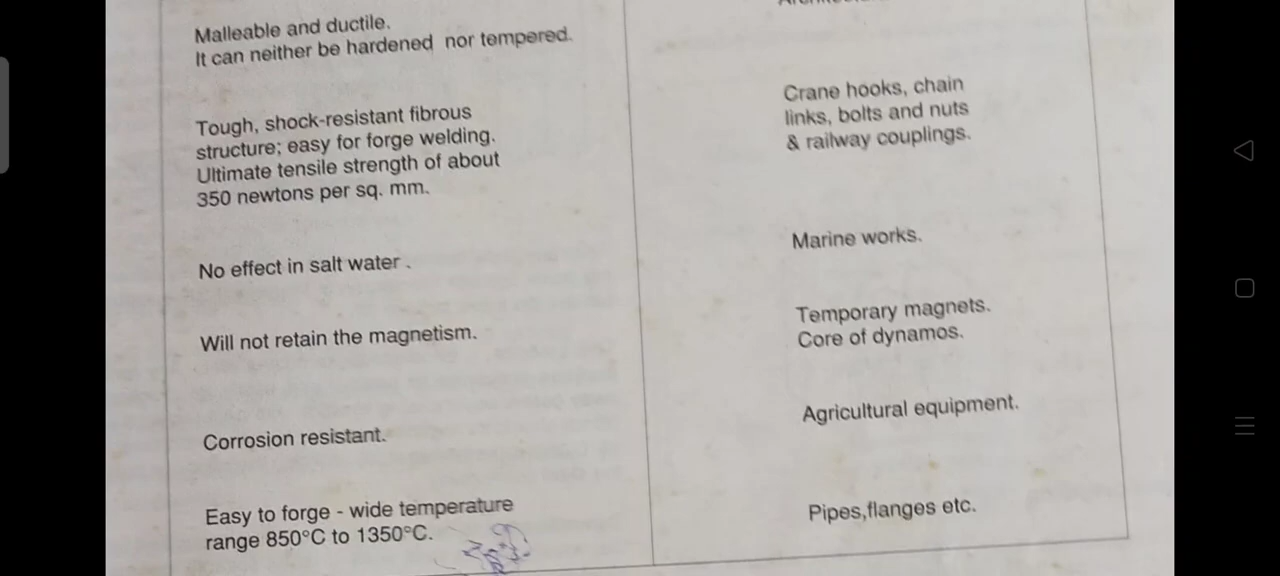 Malleable and ductile.
It can neither be hardened nor tempered.
Tough, shock-resistant fibrous
structure; easy for forge welding.
Ultimate tensile strength of about
350 newtons per sq. mm.
Crane hooks, chain
links, bolts and nuts
& railway couplings.
No effect in salt water .
Marine works.
Will not retain the magnetism.
Temporary magnets.
Core of dynamos.
Corrosion resistant.
Agricultural equipment.
Easy to forge - wide temperature
range 850°C to 1350°C.
Pipes,flanges etc.